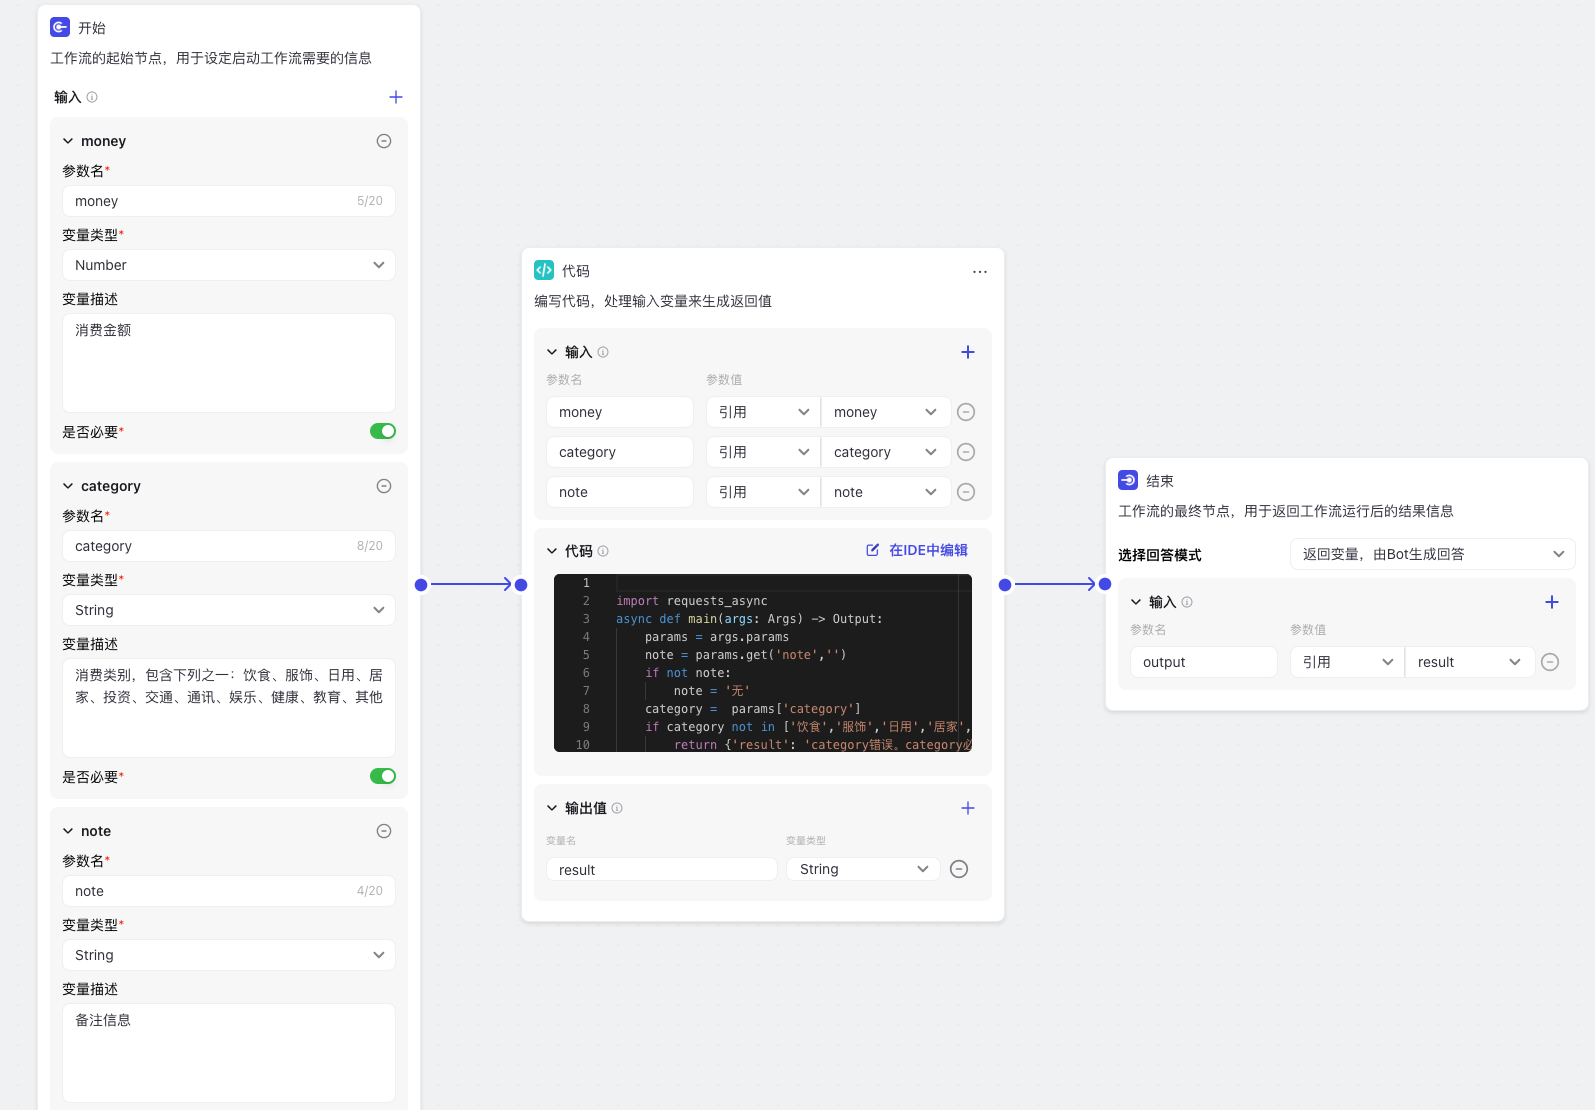 开始
工作流的起始节点，用于设定启动工作流需要的信息
输入
money
参数名*
money 5/20
变量类型*
Number
变量描述
消费金额
是否必要*
category
参数名*
category 8/20
变量类型*
String
变量描述
消费类别，包含下列之一：饮食、服饰、日用、居
家、投资、交通、通讯、娱乐、健康、教育、其他
是否必要*
note
参数名*
note 4/20
变量类型*
String
变量描述
备注信息
代码
编写代码，处理输入变量来生成返回值
输入
参数名 参数值
money 引用 money
category 引用 category
note 引用 note
代码 在IDE中编辑
1
2 import requests_async
3 async def main(args: Args) -> Output:
4 params = args.params
5 note = params.get('note','')
6 if not note:
7 note = '无'
8 category =  params['category']
9 if category not in ['饮食','服饰','日用','居家',
10 return {'result': 'category错误。category必
输出值
变量名 变量类型
result String
结束
工作流的最终节点，用于返回工作流运行后的结果信息
选择回答模式 返回变量，由Bot生成回答
输入
参数名 参数值
output 引用 result